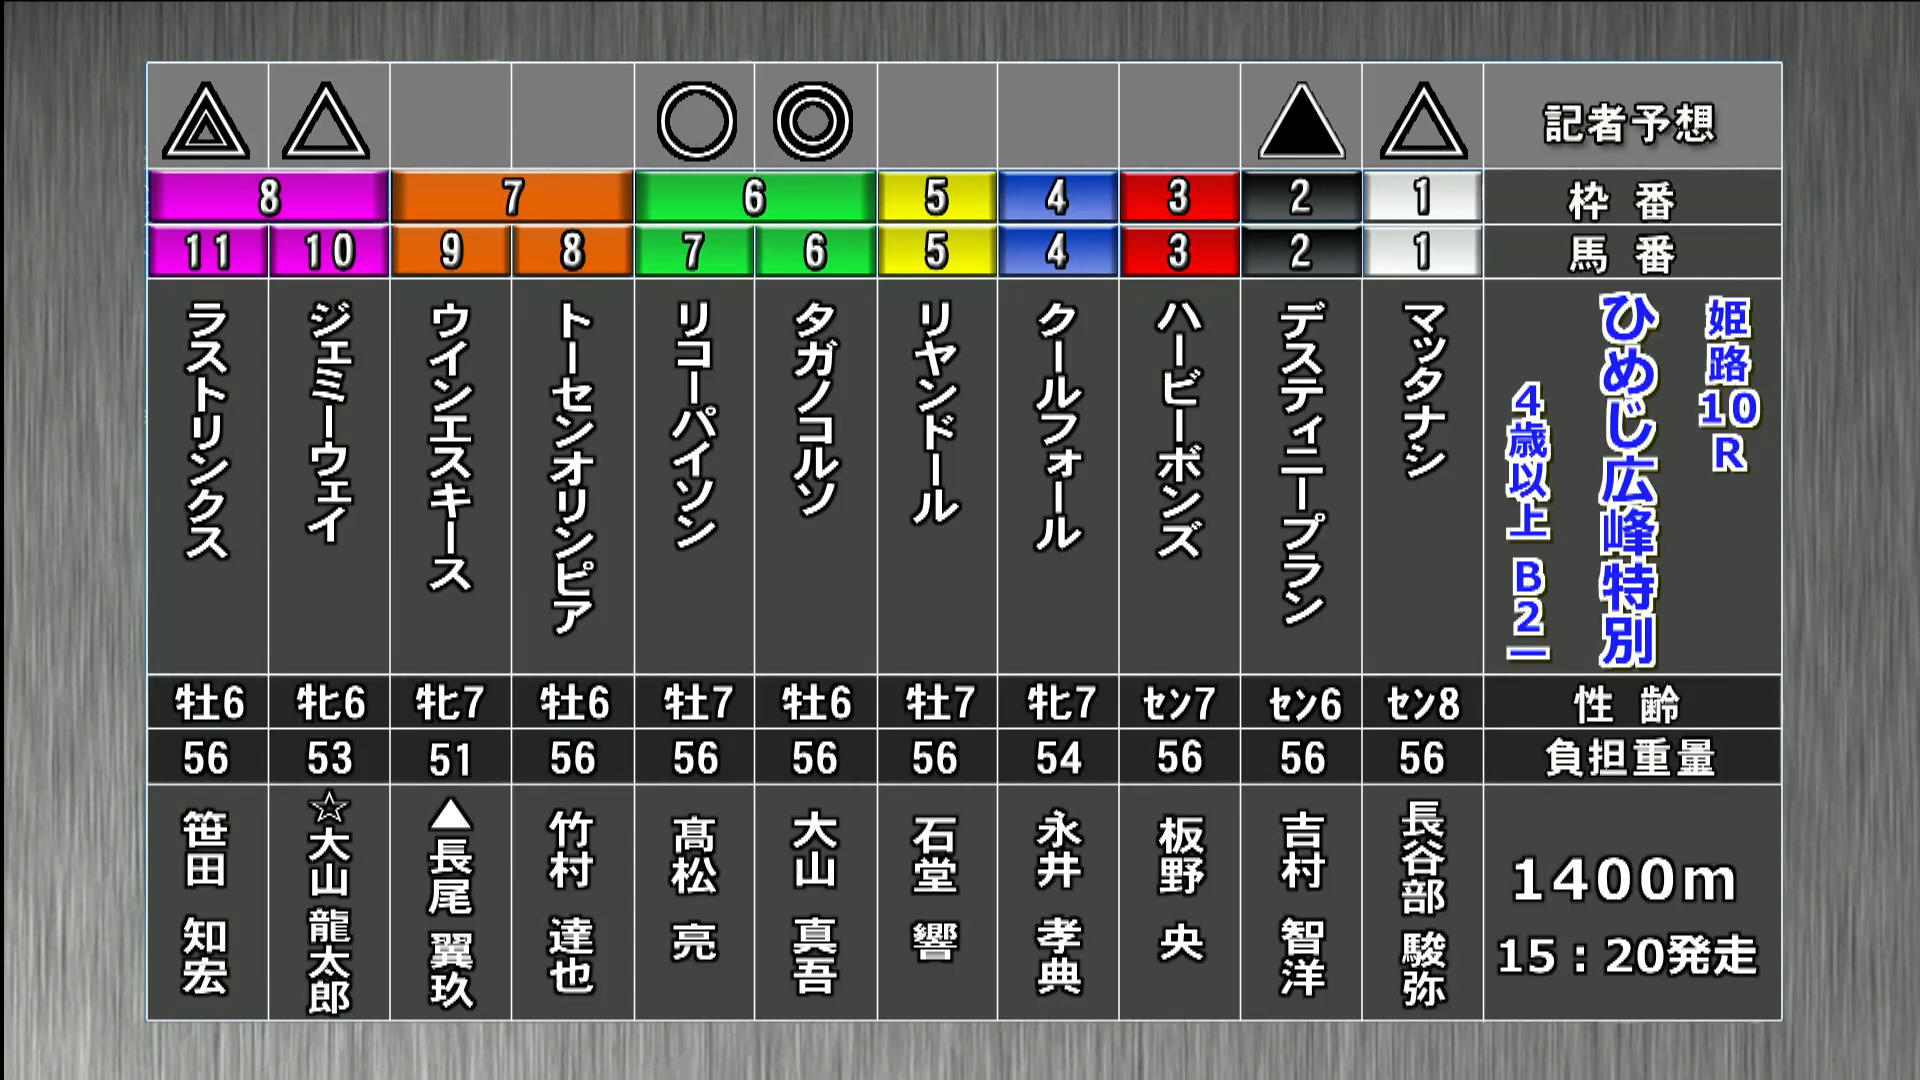 記者予想
枠番
馬番
姫路10R
ひめじ広峰特別
4歳以上 B2一
性齢
負担重量
1400m
15:20発走
△
1
1
マッタナシ
セン8
56
長谷部 駿弥
▲
2
2
デスティニープラン
セン6
56
吉村 智洋
3
3
ハービーボンズ
セン7
56
板野 央
4
4
クールフォール
牝7
54
永井 孝典
5
5
リヤンドール
牡7
56
石堂 響
◎
6
6
タガノコルソ
牡6
56
大山 真吾
○
7
リコーパイソン
牡7
56
髙松 亮
7
8
トーセンオリンピア
牡6
56
竹村 達也
9
ウインエスキース
牝7
51
▲長尾 翼玖
△
8
10
ジェミーウェイ
牝6
53
☆大山 龍太郎
11
ラストリンクス
牡6
56
笹田 知宏